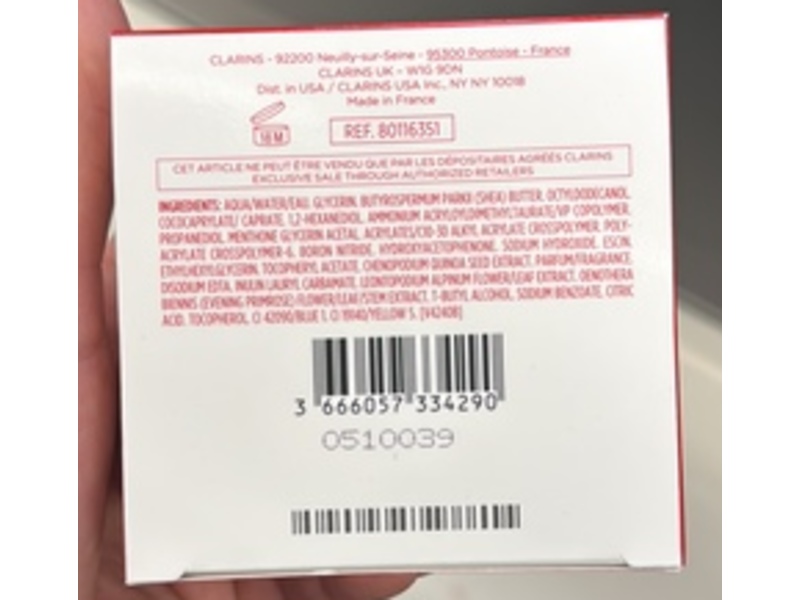 CLARINS - 92200 Neuilly-sur-Seine - 95300 Pontoise - France
CLARINS UK - W1G 9DN
Dist. in USA / CLARINS USA Inc., NY NY 10018
Made in France
18 M
REF. 80116351
CET ARTICLE NE PEUT ÊTRE VENDU QUE PAR LES DÉPOSITAIRES AGRÉÉS CLARINS
EXCLUSIVE SALE THROUGH AUTHORIZED RETAILERS
INGREDIENTS: AQUA/WATER/EAU, GLYCERIN, BUTYROSPERMUM PARKII (SHEA) BUTTER, OCTYLDODECANOL,
COCOCAPRYLATE/ CAPRATE, 1,2-HEXANEDIOL, AMMONIUM ACRYLOYLDIMETHYLTAURATE/VP COPOLYMER,
PROPANEDIOL, MENTHONE GLYCERIN ACETAL, ACRYLATES/C10-30 ALKYL ACRYLATE CROSSPOLYMER, POLY-
ACRYLATE CROSSPOLYMER-6, BORON NITRIDE, HYDROXYACETOPHENONE, SODIUM HYDROXIDE, ESCIN,
ETHYLHEXYLGLYCERIN, TOCOPHERYL ACETATE, CHENOPODIUM QUINOA SEED EXTRACT, PARFUM/FRAGRANCE,
DISODIUM EDTA, INULIN LAURYL CARBAMATE, LEONTOPODIUM ALPINUM FLOWER/LEAF EXTRACT, OENOTHERA
BIENNIS (EVENING PRIMROSE) FLOWER/LEAF/STEM EXTRACT, T-BUTYL ALCOHOL, SODIUM BENZOATE, CITRIC
ACID, TOCOPHEROL, CI 42090/BLUE 1, CI 19140/YELLOW 5. [V4240B]
3 666057 334290
0510039